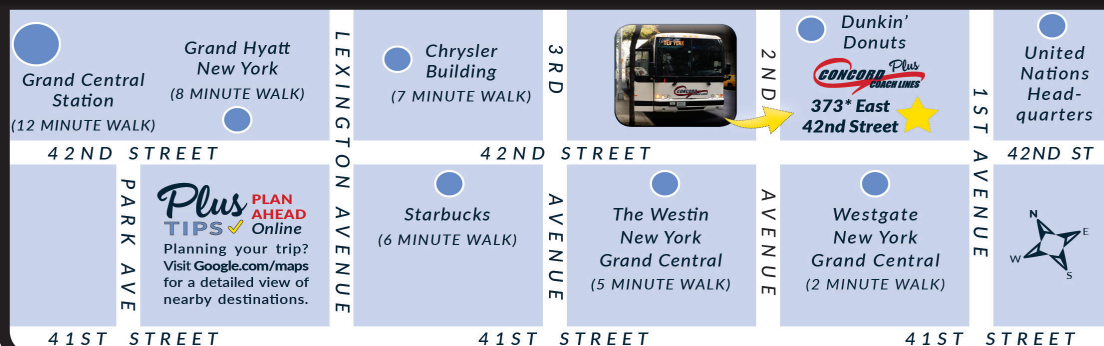 Grand Central
Station
(12 MINUTE WALK)
Grand Hyatt
New York
(8 MINUTE WALK)
LEXINGTON AVENUE
Chrysler
Building
(7 MINUTE WALK)
3RD
AVENUE
2ND
AVENUE
Dunkin’
Donuts
CONCORD Plus
COACH LINES
373* East
42nd Street
1ST AVENUE
United
Nations
Head-
quarters
42ND STREET
42ND STREET
42ND ST
PARK AVE
Plus
TIPS
PLAN
AHEAD
Online
Planning your trip?
Visit Google.com/maps
for a detailed view of
nearby destinations.
Starbucks
(6 MINUTE WALK)
The Westin
New York
Grand Central
(5 MINUTE WALK)
Westgate
New York
Grand Central
(2 MINUTE WALK)
N
E
W
S
41ST STREET
41ST STREET
41ST STREET